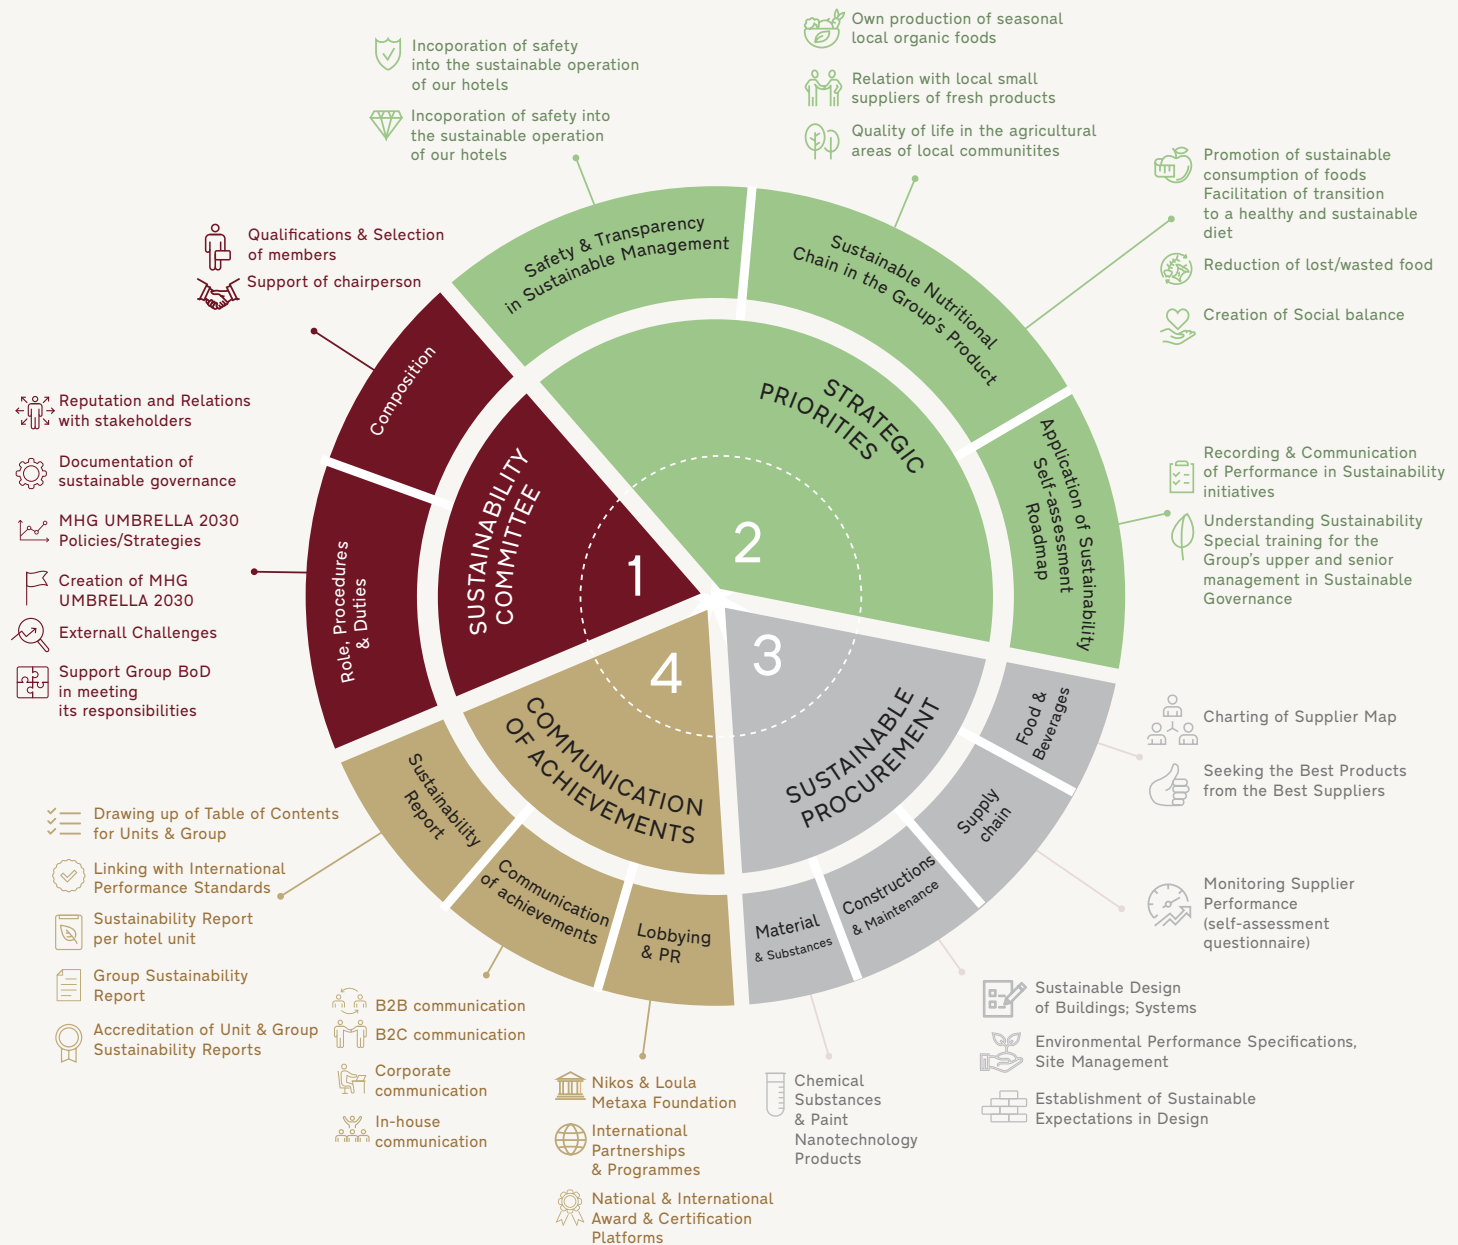 Incoporation of safety
into the sustainable operation
of our hotels
Incoporation of safety into
the sustainable operation
of our hotels
Own production of seasonal
local organic foods
Relation with local small
suppliers of fresh products
Quality of life in the agricultural
areas of local communitites
Promotion of sustainable
consumption of foods
Facilitation of transition
to a healthy and sustainable
diet
Reduction of lost/wasted food
Creation of Social balance
Recording & Communication
of Performance in Sustainability
initiatives
Understanding Sustainability
Special training for the
Group's upper and senior
management in Sustainable
Governance
Qualifications & Selection
of members
Support of chairperson
Reputation and Relations
with stakeholders
Documentation of
sustainable governance
MHG UMBRELLA 2030
Policies/Strategies
Creation of MHG
UMBRELLA 2030
Externall Challenges
Support Group BoD
in meeting
its responsibilities
Composition
Role, Procedures
& Duties
SUSTAINABILITY
COMMITTEE
1
Safety & Transparency
in Sustainable Management
Sustainable Nutritional
Chain in the Group's Product
Application of Sustainability
Self-assessment
Roadmap
STRATEGIC
PRIORITIES
2
3
SUSTAINABLE
PROCUREMENT
Food &
Beverages
Supply
chain
Constructions
& Maintenance
Material
& Substances
4
COMMUNICATION
OF ACHIEVEMENTS
Sustainability
Report
Communication
of achievements
Lobbying
& PR
Charting of Supplier Map
Seeking the Best Products
from the Best Suppliers
Monitoring Supplier
Performance
(self-assessment
questionnaire)
Sustainable Design
of Buildings; Systems
Environmental Performance Specifications,
Site Management
Establishment of Sustainable
Expectations in Design
Chemical
Substances
& Paint
Nanotechnology
Products
Drawing up of Table of Contents
for Units & Group
Linking with International
Performance Standards
Sustainability Report
per hotel unit
Group Sustainability
Report
Accreditation of Unit & Group
Sustainability Reports
B2B communication
B2C communication
Corporate
communication
In-house
communication
Nikos & Loula
Metaxa Foundation
International
Partnerships
& Programmes
National & International
Award & Certification
Platforms